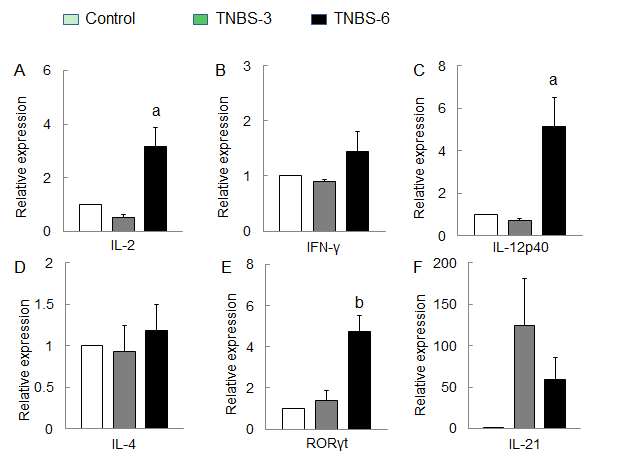 Control TNBS-3 TNBS-6
A
Relative expression
6
4
2
0
a
IL-2
B
Relative expression
3
2
1
0
IFN-γ
C
Relative expression
8
6
4
2
0
a
IL-12p40
D
Relative expression
2
1.5
1
0.5
0
IL-4
E
Relative expression
8
6
4
2
0
b
RORγt
F
Relative expression
200
150
100
50
0
IL-21